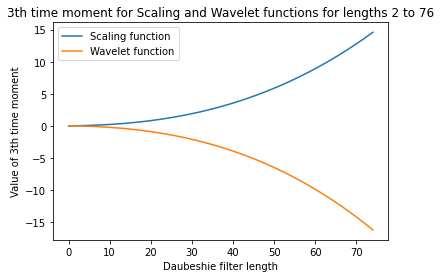 3th time moment for Scaling and Wavelet functions for lengths 2 to 76
Scaling function
Wavelet function
Value of 3th time moment
15
10
5
0
−5
−10
−15
0 10 20 30 40 50 60 70
Daubeshie filter length